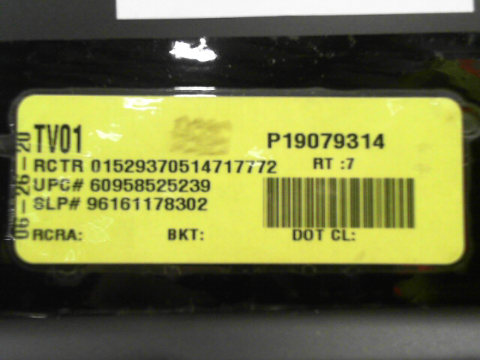 06-26-20
TV01
P19079314
RCTR 01529370514717772
RT :7
UPC# 60958525239
SLP# 96161178302
RCRA:
BKT:
DOT CL: